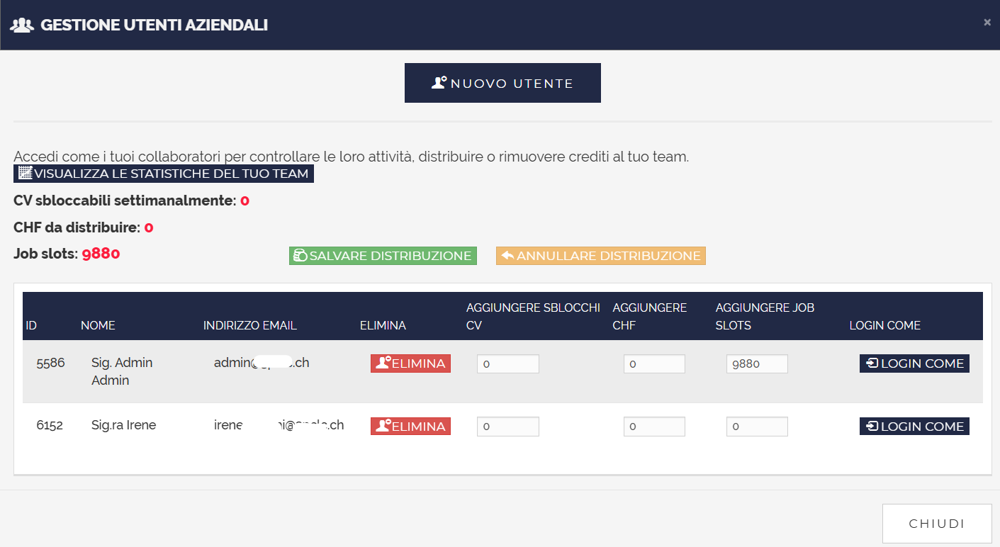 GESTIONE UTENTI AZIENDALI
×
NUOVO UTENTE
Accedi come i tuoi collaboratori per controllare le loro attività, distribuire o rimuovere crediti al tuo team.
VISUALIZZA LE STATISTICHE DEL TUO TEAM
CV sbloccabili settimanalmente: 0
CHF da distribuire: 0
Job slots: 9880 SALVARE DISTRIBUZIONE ANNULLARE DISTRIBUZIONE
AGGIUNGERE SBLOCCHI AGGIUNGERE AGGIUNGERE JOB
ID NOME INDIRIZZO EMAIL ELIMINA CV CHF SLOTS LOGIN COME
5586 Sig. Admin admin .ch ELIMINA 0 0 9880 LOGIN COME
Admin
6152 Sig.ra Irene irene .ch ELIMINA 0 0 0 LOGIN COME
CHIUDI